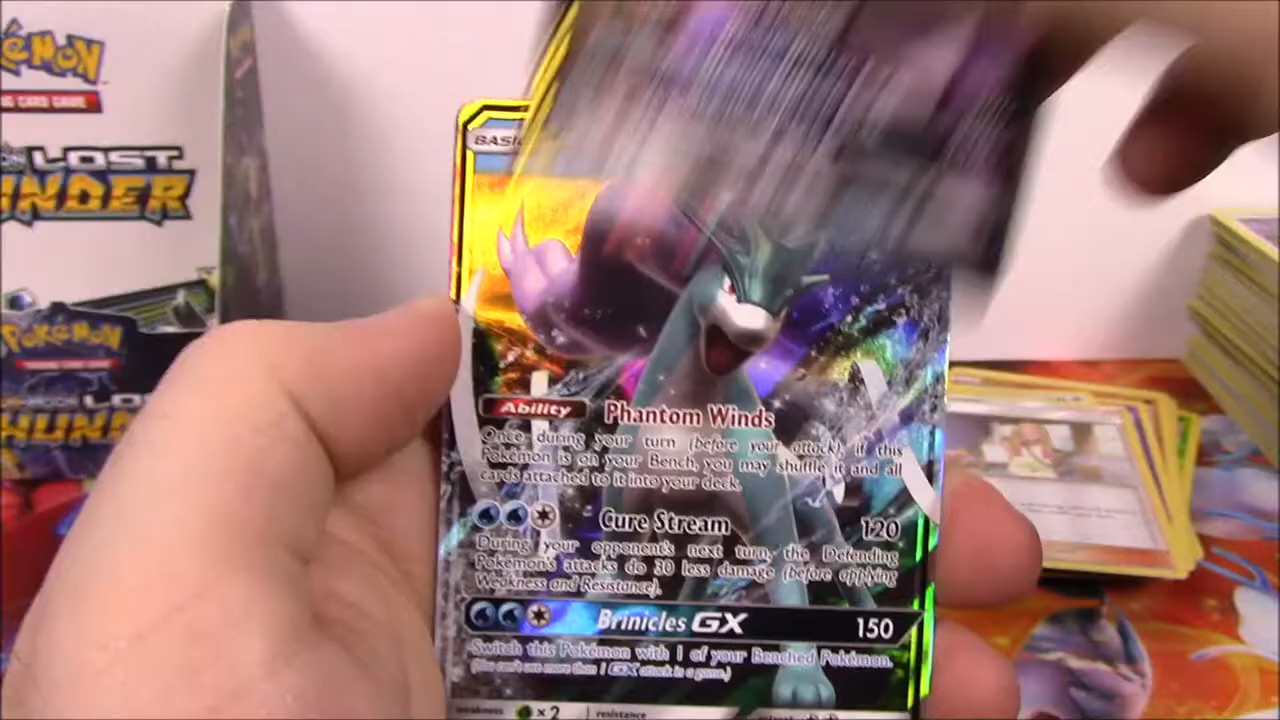 POKéMON
CARD GAME
LOST
UNDER
POKéMON
LO
HUND
BASIC
Ability Phantom Winds
Once during your turn (before your attack), if this
Pokémon is on your Bench, you may shuffle it and all
cards attached to it into your deck.
Cure Stream 120
During your opponent's next turn, the Defending
Pokémon's attacks do 30 less damage (before applying
Weakness and Resistance).
Brinicles GX 150
Switch this Pokémon with 1 of your Benched Pokémon.
(You can't use more than 1 GX attack in a game.)
weakness ×2 resistance